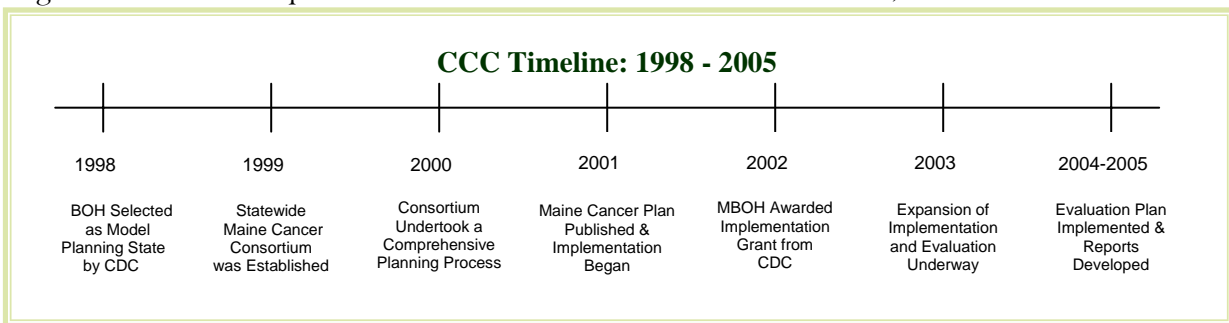 CCC Timeline: 1998 - 2005
1998
1999
2000
2001
2002
2003
2004-2005
BOH Selected
as Model
Planning State
by CDC
Statewide
Maine Cancer
Consortium
was Established
Consortium
Undertook a
Comprehensive
Planning Process
Maine Cancer Plan
Published &
Implementation
Began
MBOH Awarded
Implementation
Grant from
CDC
Expansion of
Implementation
and Evaluation
Underway
Evaluation Plan
Implemented &
Reports
Developed